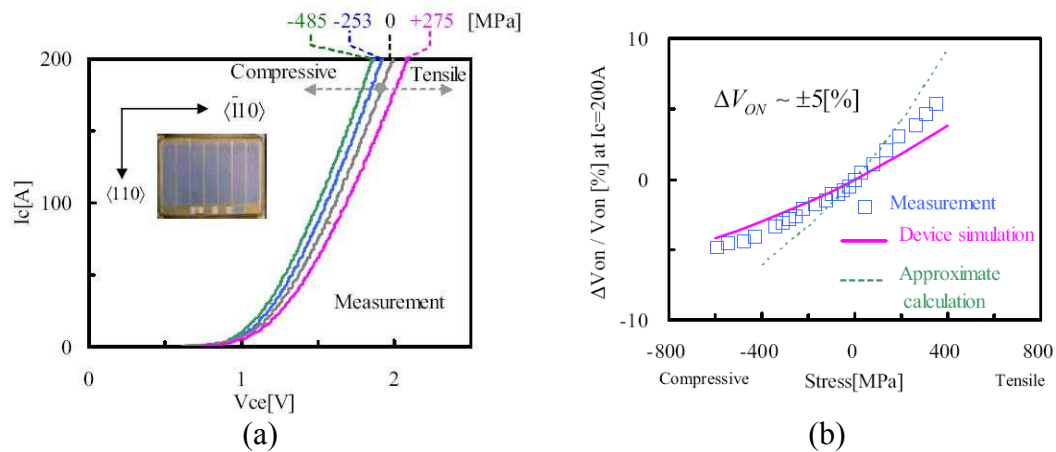 -485 -253 0 +275 [MPa]
200
Compressive Tensile
⟨1̄10⟩
⟨110⟩
100
Ic[A]
Measurement
0
0 1 2
Vce[V]
(a)
10
ΔV_ON ~ ±5[%]
ΔVon / Von [%] at Ic=200A
0
Measurement
Device simulation
Approximate
calculation
-10
-800 -400 0 400 800
Compressive Stress[MPa] Tensile
(b)